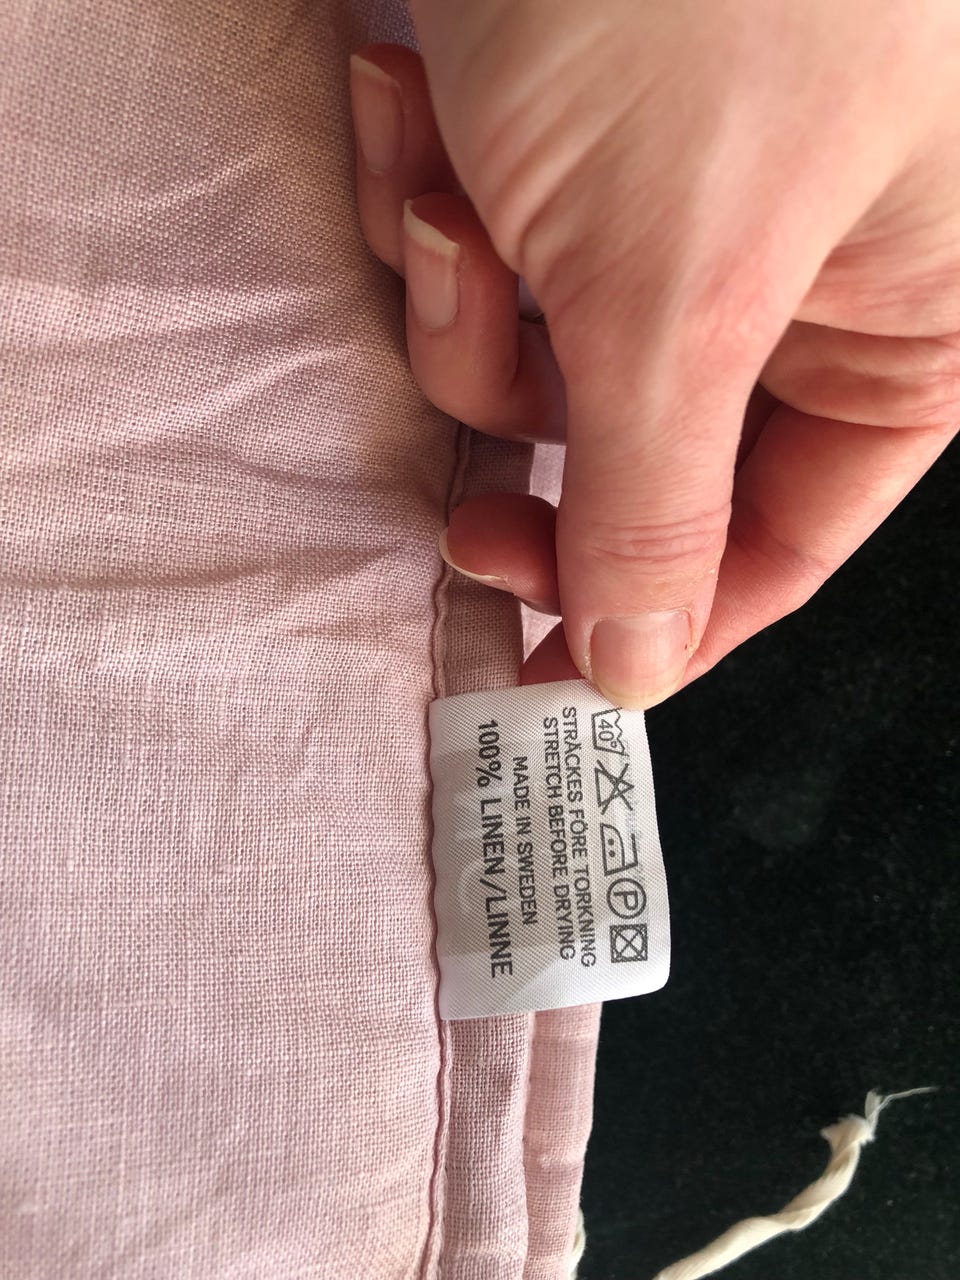 40°
P
STRÄCKES FÖRE TORKNING
STRETCH BEFORE DRYING
MADE IN SWEDEN
100% LINEN/LINNE